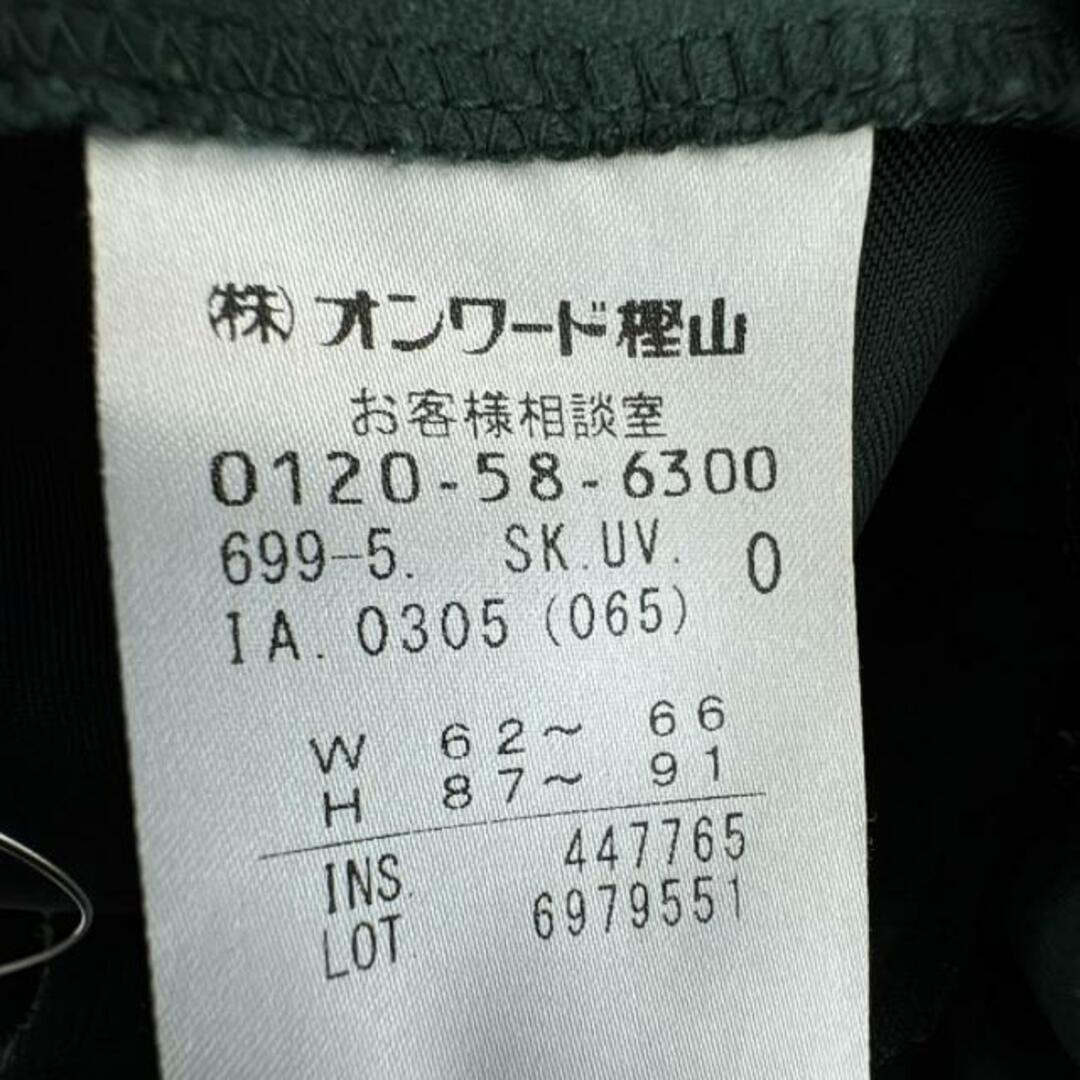 ㈱オンワード樫山
お客様相談室
0120-58-6300
699-5. SK.UV. 0
IA. 0305 (065)
W 62〜 66
H 87〜 91
INS. 447765
LOT. 6979551